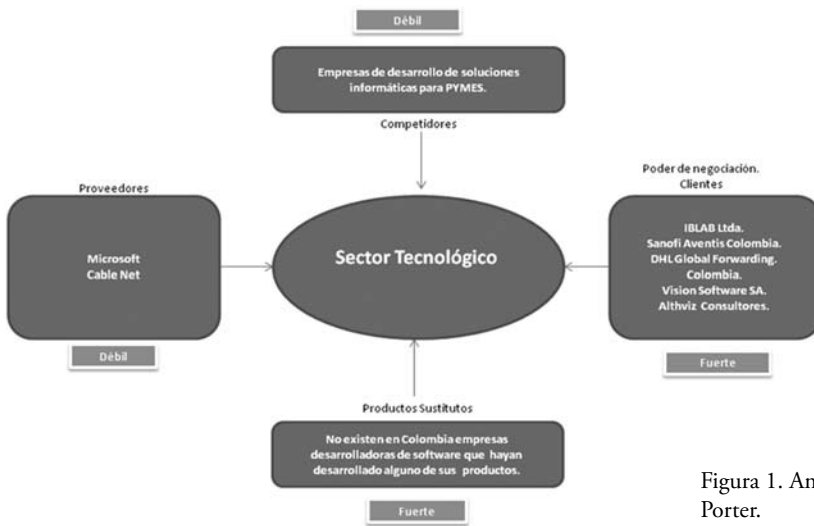 Débil
Empresas de desarrollo de soluciones
informáticas para PYMES.
Competidores
Proveedores
Microsoft
Cable Net
Débil
Sector Tecnológico
Poder de negociación.
Clientes
IBLAB Ltda.
Sanofi Aventis Colombia.
DHL Global Forwarding.
Colombia.
Vision Software SA.
Althviz Consultores.
Fuerte
Productos Sustitutos
No existen en Colombia empresas
desarrolladoras de software que hayan
desarrollado alguno de sus productos.
Fuerte
Figura 1.
Porter.